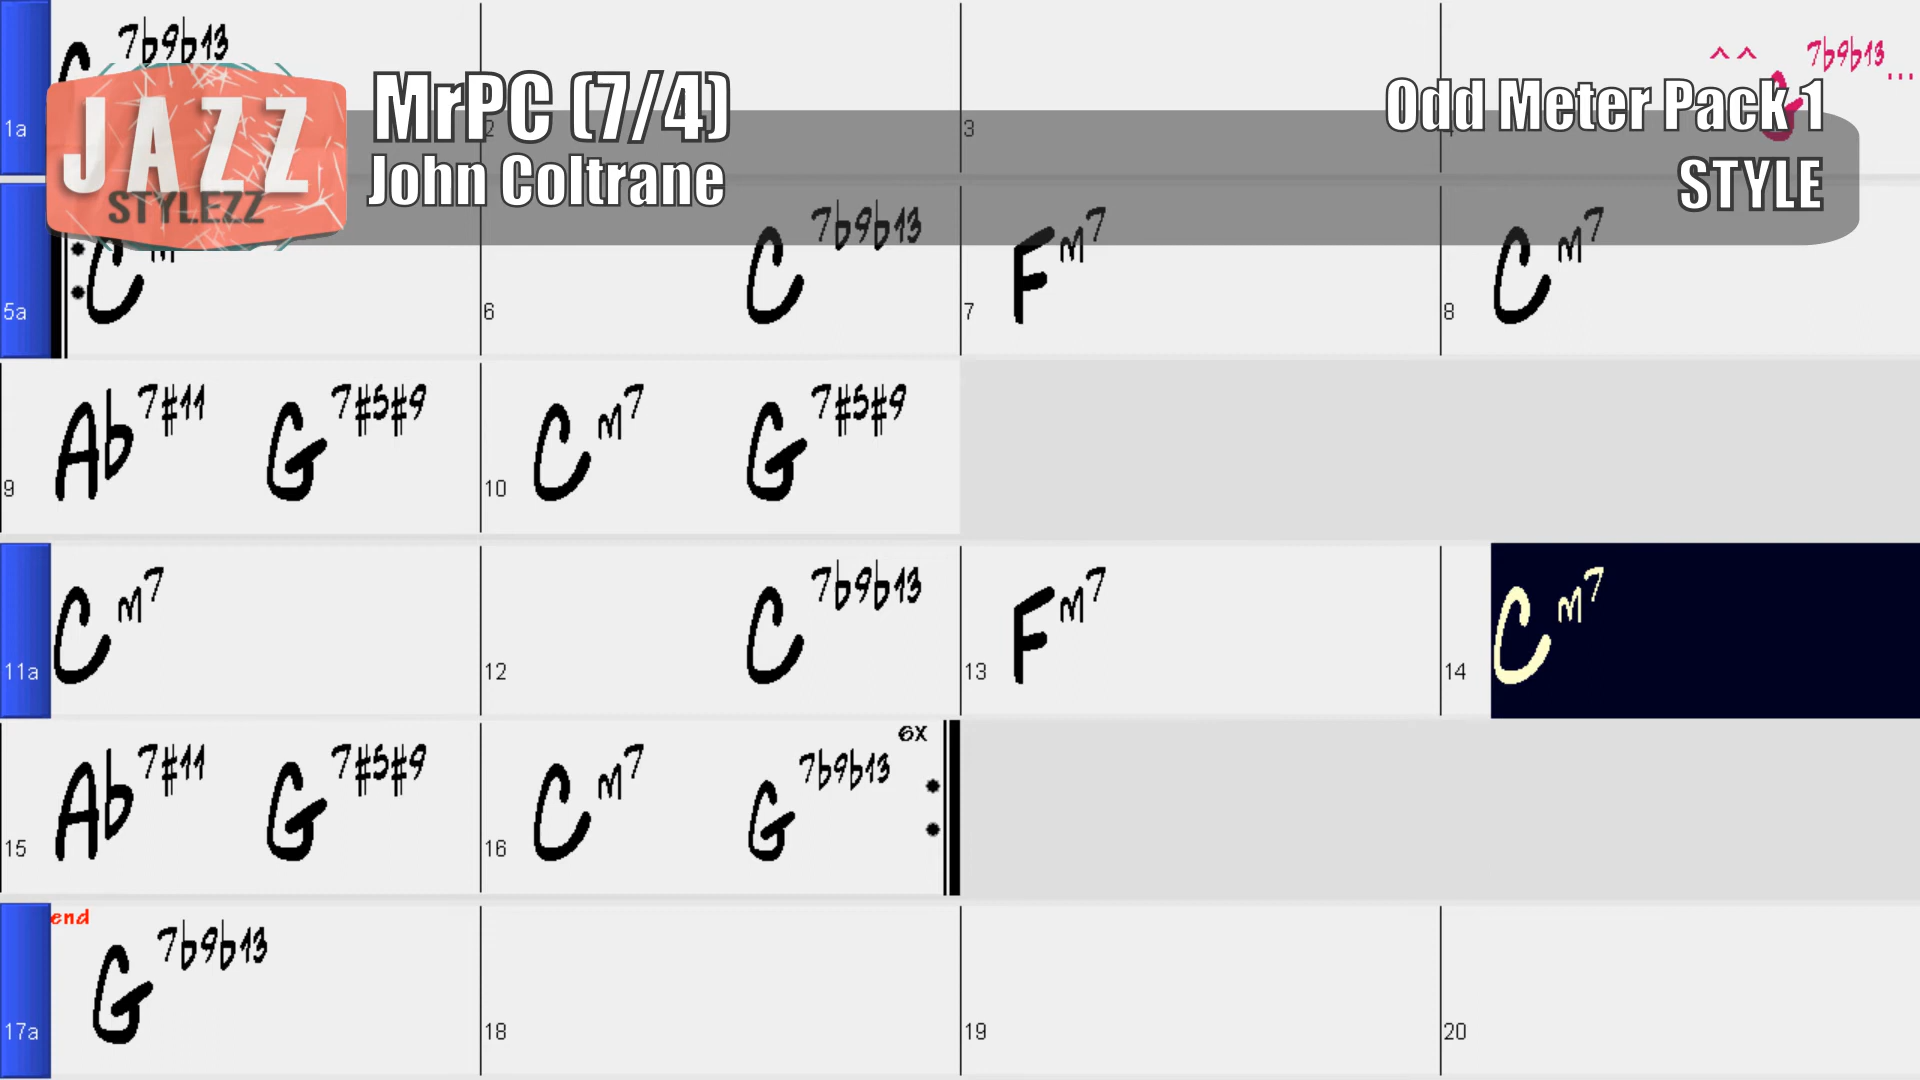 C7b9b13 ^^ 7b9b13...
JAZZ
STYLEZZ
MrPC (7/4)
John Coltrane
Odd Meter Pack 1
STYLE
1a 2 3
5a C 6 C7b9b13 7 Fm7 8 Cm7
9 Ab7#11 G7#5#9 10 Cm7 G7#5#9
11a Cm7 12 C7b9b13 13 Fm7 14 Cm7
15 Ab7#11 G7#5#9 16 Cm7 G7b9b13 6X
end
17a G7b9b13 18 19 20